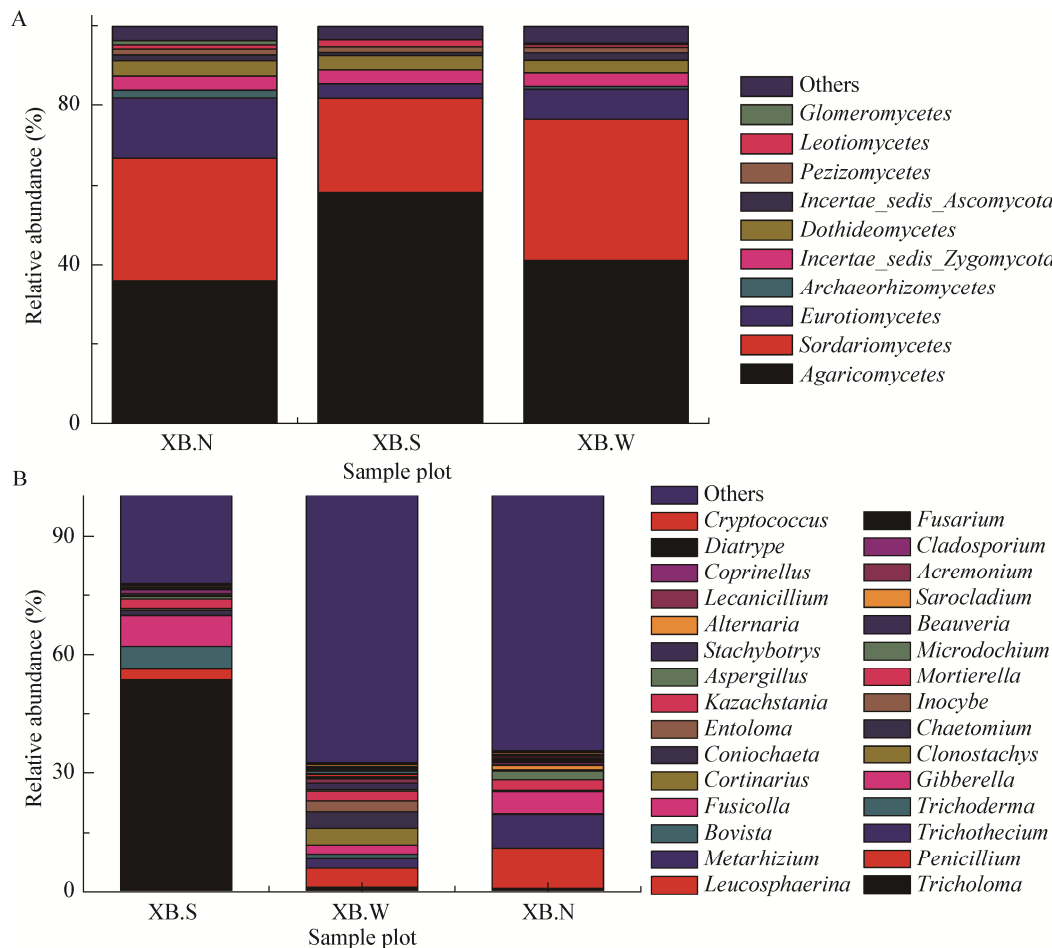 A
Relative abundance (%)
80
40
0
XB.N XB.S XB.W
Sample plot
Others
Glomeromycetes
Leotiomycetes
Pezizomycetes
Incertae_sedis_Ascomycota
Dothideomycetes
Incertae_sedis_Zygomycota
Archaeorhizomycetes
Eurotiomycetes
Sordariomycetes
Agaricomycetes
B
Relative abundance (%)
90
60
30
0
XB.S XB.W XB.N
Sample plot
Others
Cryptococcus
Diatrype
Coprinellus
Lecanicillium
Alternaria
Stachybotrys
Aspergillus
Kazachstania
Entoloma
Coniochaeta
Cortinarius
Fusicolla
Bovista
Metarhizium
Leucosphaerina
Fusarium
Cladosporium
Acremonium
Sarocladium
Beauveria
Microdochium
Mortierella
Inocybe
Chaetomium
Clonostachys
Gibberella
Trichoderma
Trichothecium
Penicillium
Tricholoma